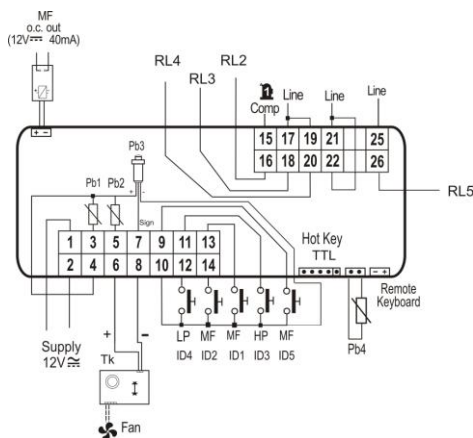 MF
o.c. out
(12V⎓ 40mA)
RL4
RL3
RL2
1
Comp
Line
Line
Line
+ -
15 17 19 21 25
16 18 20 22 26
RL5
Pb1
Pb2
Pb3
+ -
Sign
1 3 5 7 9 11 13
2 4 6 8 10 12 14
Hot Key
TTL
- +
Remote
Keyboard
Pb4
Supply
12V
+ -
Tk
Fan
LP MF MF HP MF
ID4 ID2 ID1 ID3 ID5